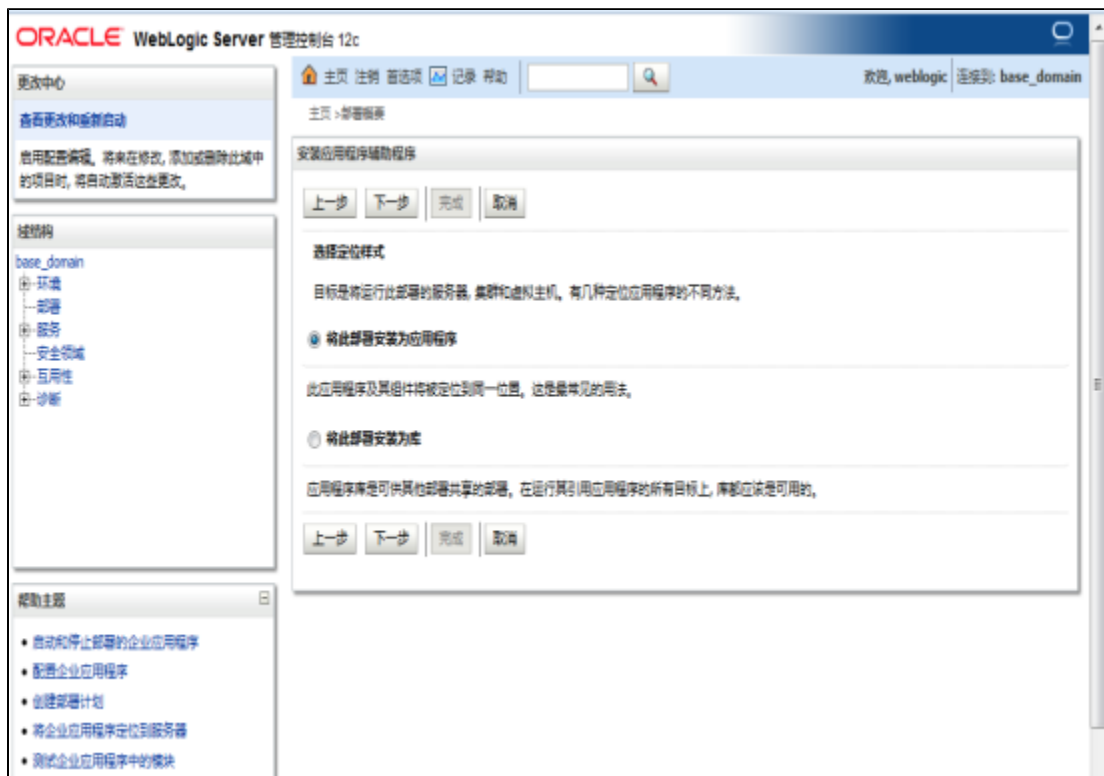 ORACLE WebLogic Server 管理控制台 12c
更改中心
查看更改和重新启动
启用配置编辑。将来在修改, 添加或删除此域中
的项目时, 将自动激活这些更改。
域结构
base_domain
环境
部署
服务
安全领域
互用性
诊断
帮助主题
启动和停止部署的企业应用程序
配置企业应用程序
创建部署计划
将企业应用程序定位到服务器
测试企业应用程序中的模块
主页 注销 首选项 记录 帮助
欢迎, weblogic 连接到: base_domain
主页 >部署概要
安装应用程序辅助程序
上一步 下一步 完成 取消
选择定位样式
目标是将运行此部署的服务器, 集群和虚拟主机。有几种定位应用程序的不同方法。
将此部署安装为应用程序
此应用程序及其组件将被定位到同一位置。这是最常见的用法。
将此部署安装为库
应用程序库是可供其他部署共享的部署。在运行其引用应用程序的所有目标上, 库都应该是可用的。
上一步 下一步 完成 取消